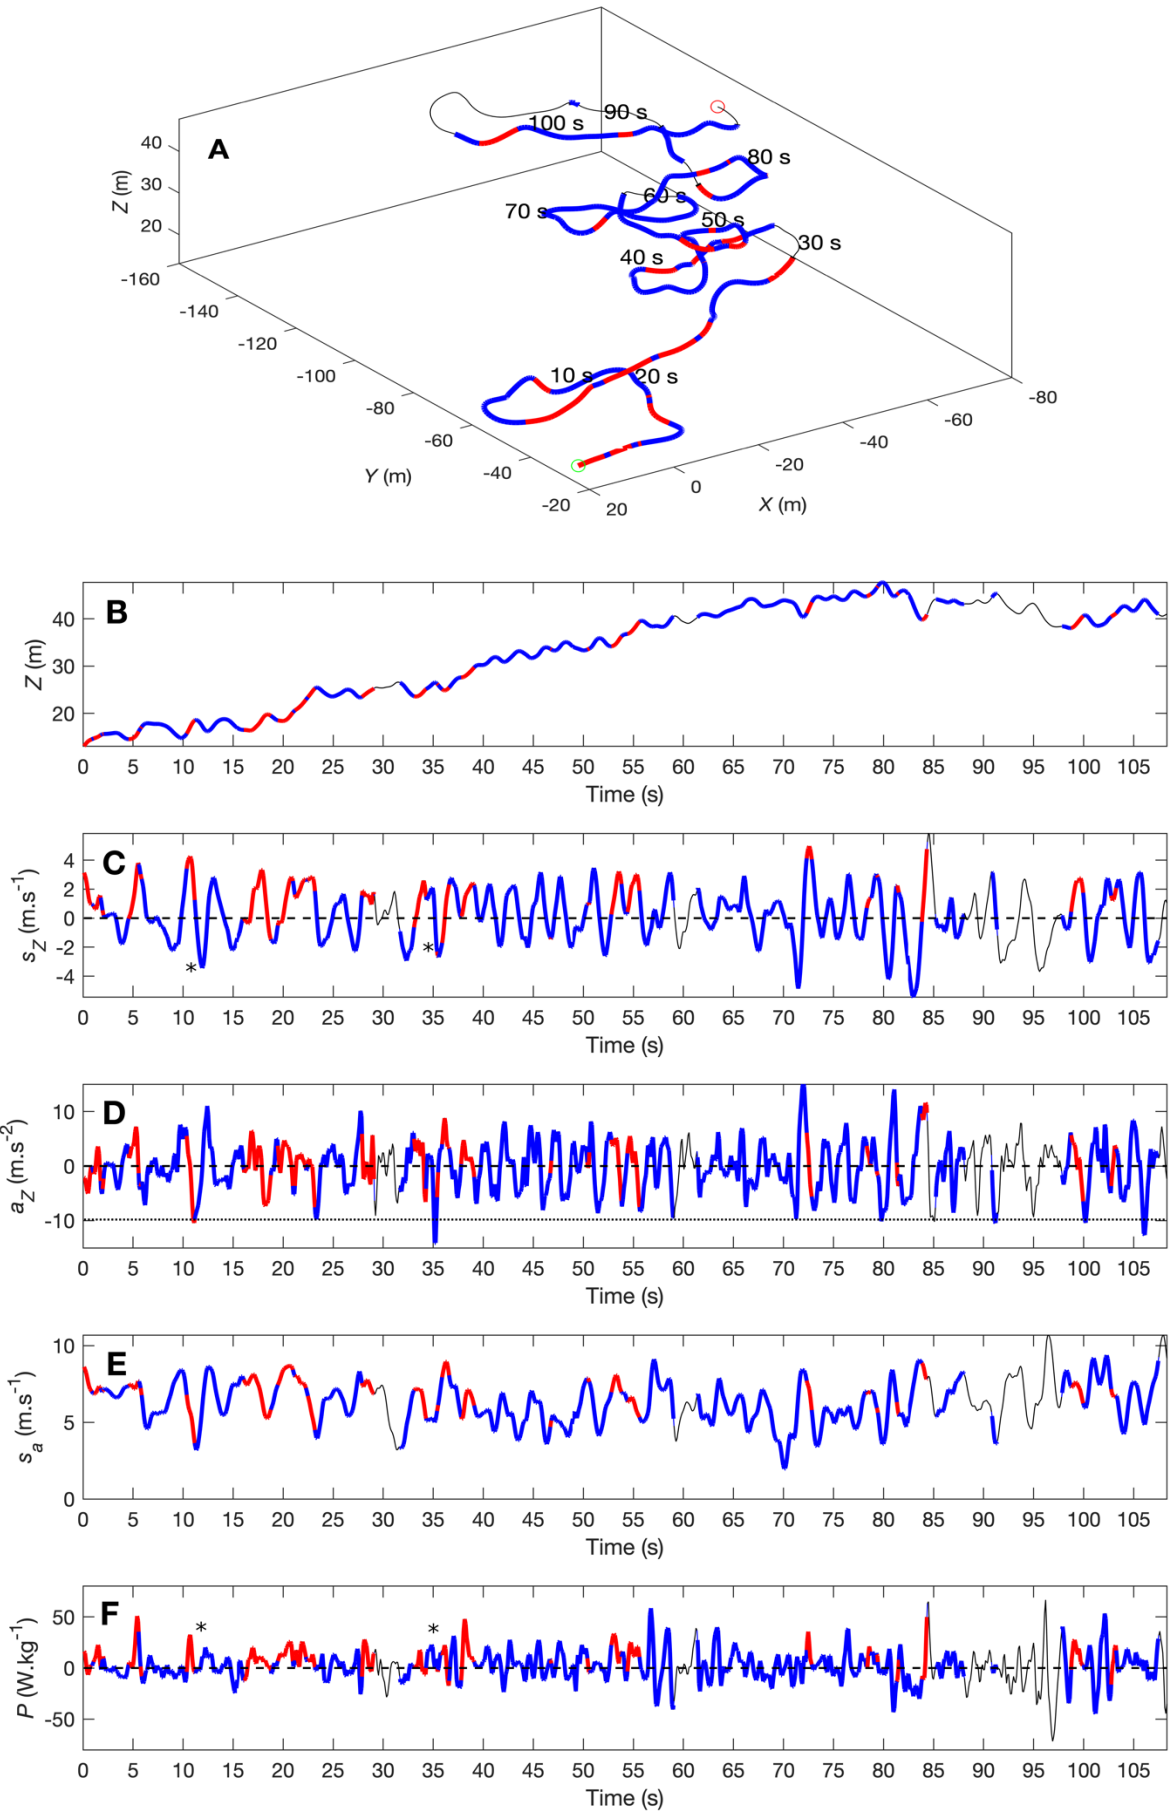 A
90 s
100 s
80 s
60 s
70 s
50 s
30 s
40 s
10 s
20 s
Z (m)
40
30
20
-160
-140
-120
-100
-80
-60
-40
-20
Y (m)
20
0
-20
-40
-60
-80
X (m)
B
Z (m)
40
30
20
0 5 10 15 20 25 30 35 40 45 50 55 60 65 70 75 80 85 90 95 100 105
Time (s)
C
s_Z (m.s⁻¹)
4
2
0
-2
-4
*
*
0 5 10 15 20 25 30 35 40 45 50 55 60 65 70 75 80 85 90 95 100 105
Time (s)
D
a_Z (m.s⁻²)
10
0
-10
0 5 10 15 20 25 30 35 40 45 50 55 60 65 70 75 80 85 90 95 100 105
Time (s)
E
s_a (m.s⁻¹)
10
5
0
0 5 10 15 20 25 30 35 40 45 50 55 60 65 70 75 80 85 90 95 100 105
Time (s)
F
P (W.kg⁻¹)
50
0
-50
*
*
0 5 10 15 20 25 30 35 40 45 50 55 60 65 70 75 80 85 90 95 100 105
Time (s)